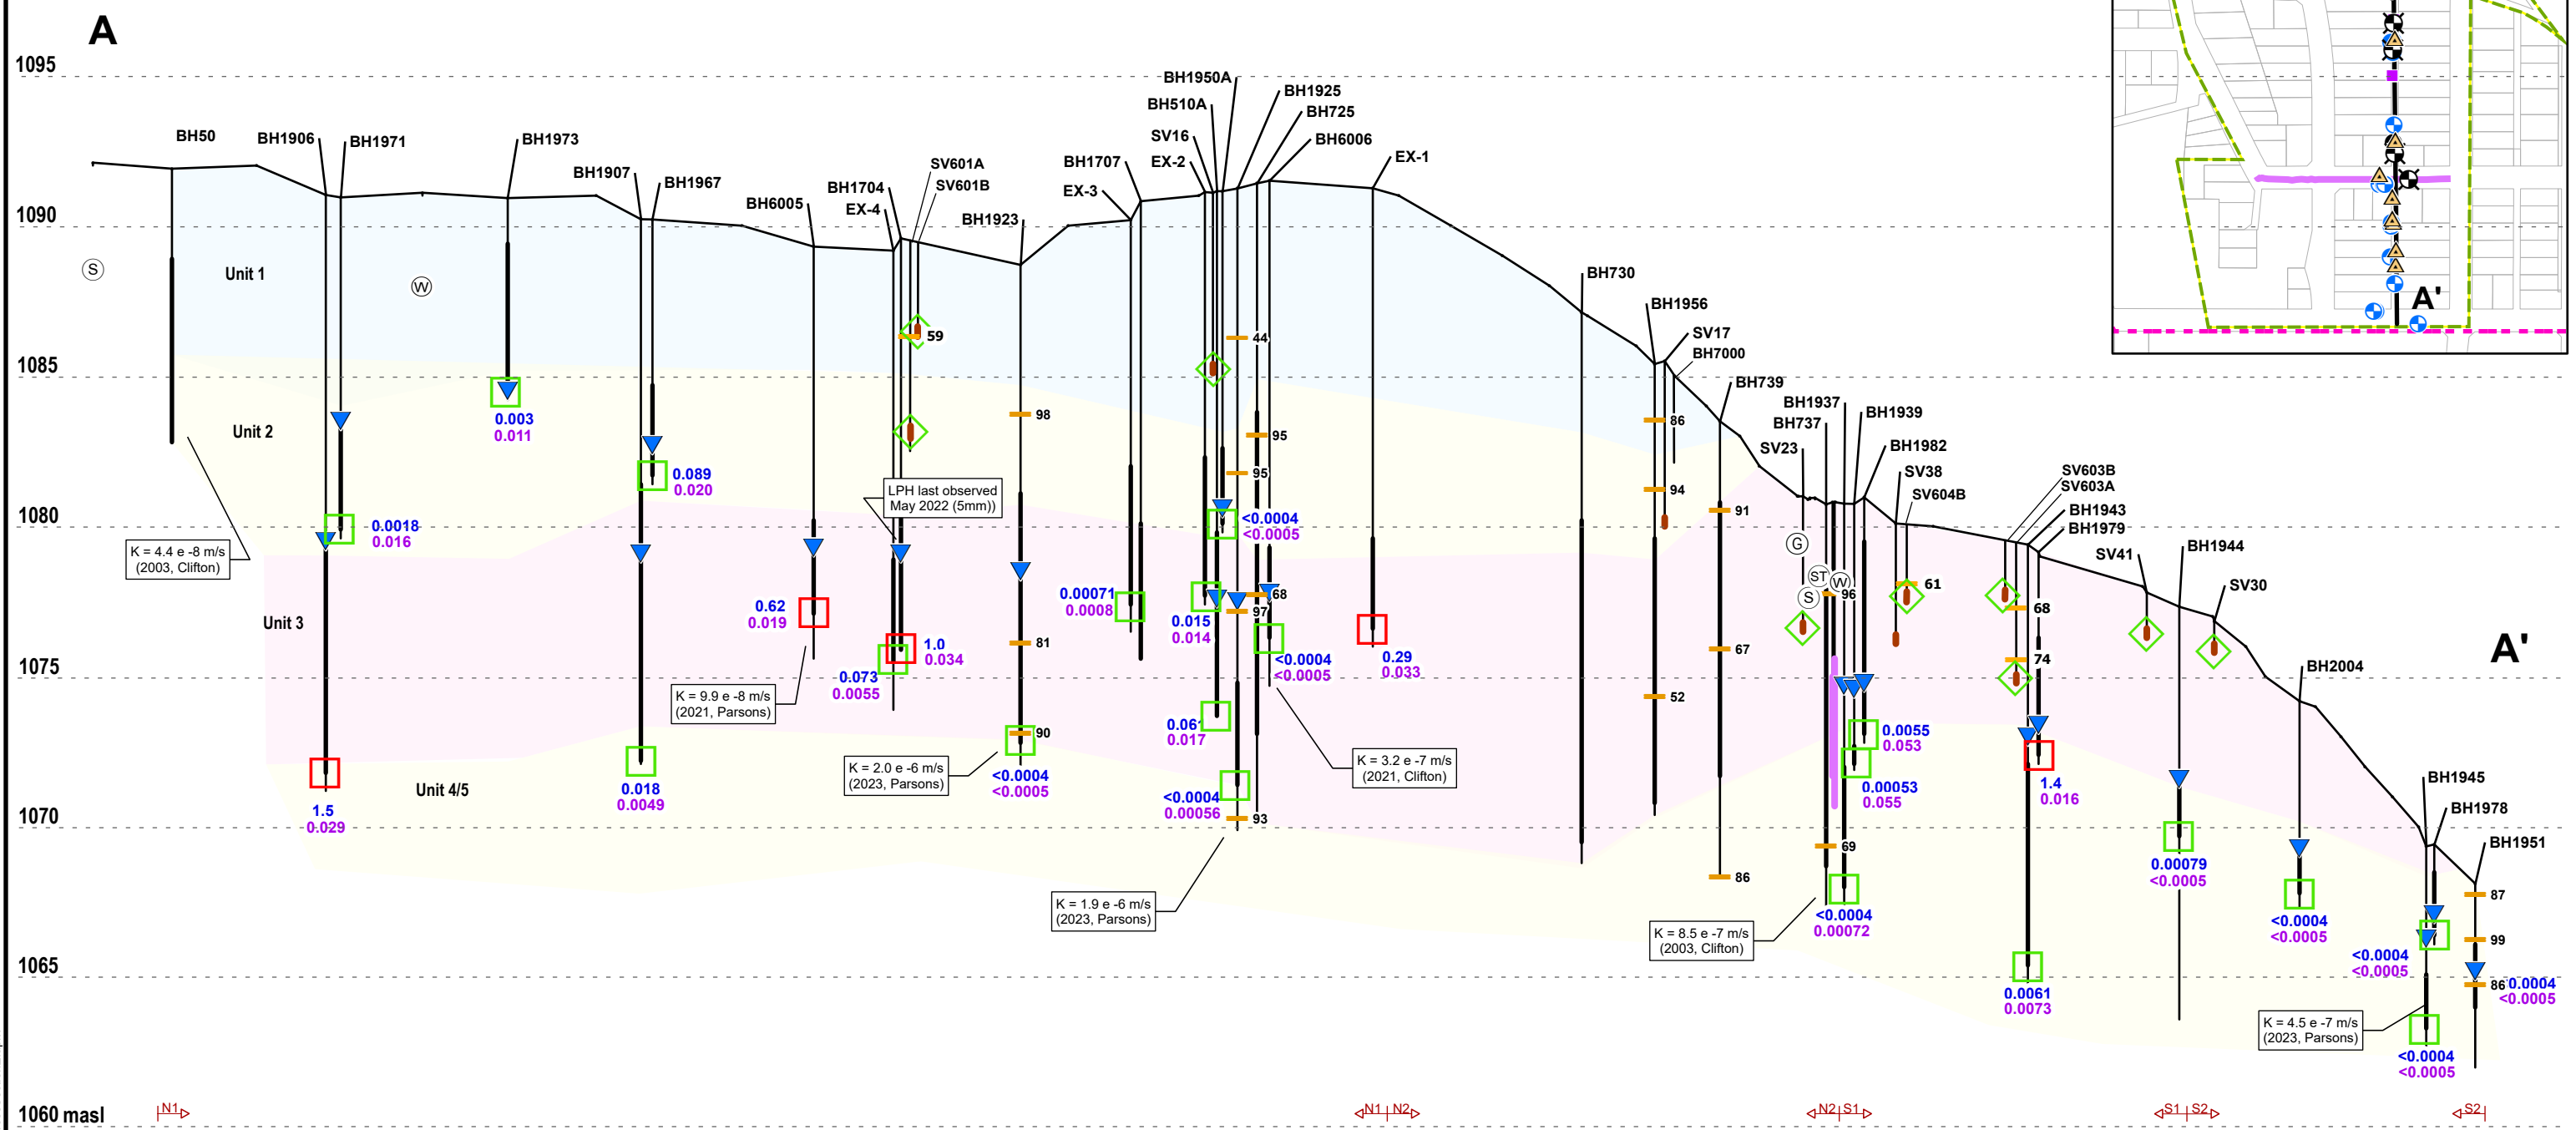 A
1095
1090
1085
1080
1075
1070
1065
1060 masl
BH50
BH1906
BH1971
BH1973
BH1907
BH1967
BH6005
BH1704
EX-4
SV601A
SV601B
BH1923
BH1707
EX-3
BH1950A
BH510A
SV16
EX-2
BH1925
BH725
BH6006
EX-1
BH730
BH1956
SV17
BH7000
BH739
BH1937
BH737
SV23
BH1939
BH1982
SV38
SV604B
SV603B
SV603A
BH1943
BH1979
SV41
BH1944
SV30
BH2004
BH1945
BH1978
BH1951
A'
A'
S
W
G
ST
W
S
Unit 1
Unit 2
Unit 3
Unit 4/5
K = 4.4 e -8 m/s
(2003, Clifton)
LPH last observed
May 2022 (5mm))
K = 9.9 e -8 m/s
(2021, Parsons)
K = 2.0 e -6 m/s
(2023, Parsons)
K = 1.9 e -6 m/s
(2023, Parsons)
K = 3.2 e -7 m/s
(2021, Clifton)
K = 8.5 e -7 m/s
(2003, Clifton)
K = 4.5 e -7 m/s
(2023, Parsons)
1.5
0.029
0.0018
0.016
0.003
0.011
0.089
0.020
0.018
0.0049
0.62
0.019
0.073
0.0055
1.0
0.034
59
98
81
90
<0.0004
<0.0005
0.00071
0.0008
0.015
0.014
0.061
0.017
<0.0004
<0.0005
<0.0004
0.00056
44
95
95
68
97
93
<0.0004
<0.0005
0.29
0.033
86
94
52
91
67
86
96
69
<0.0004
0.00072
0.0055
0.053
0.00053
0.055
61
68
74
1.4
0.016
0.0061
0.0073
0.00079
<0.0005
<0.0004
<0.0005
<0.0004
<0.0005
<0.0004
<0.0005
87
99
86
0.0004
<0.0005
N1
N1 N2
N2 S1
S1 S2
S2